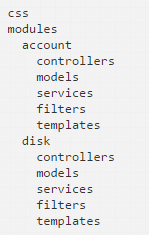 css
modules
  account
    controllers
    models
    services
    filters
    templates
  disk
    controllers
    models
    services
    filters
    templates